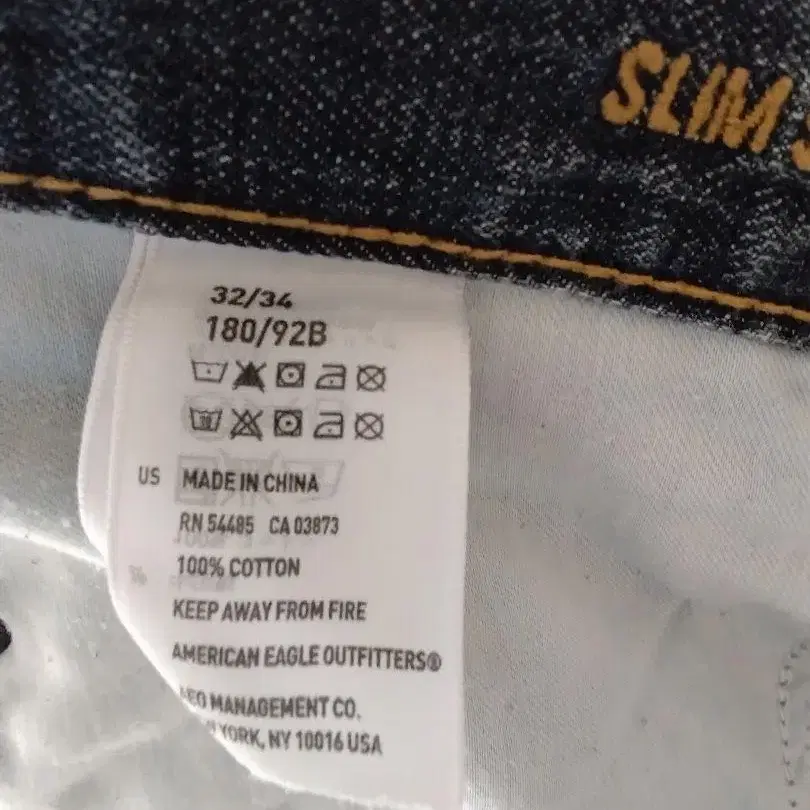 SLIM
32/34
180/92B
US MADE IN CHINA
RN 54485 CA 03873
100% COTTON
KEEP AWAY FROM FIRE
AMERICAN EAGLE OUTFITTERS®
MANAGEMENT CO.
YORK, NY 10016 USA